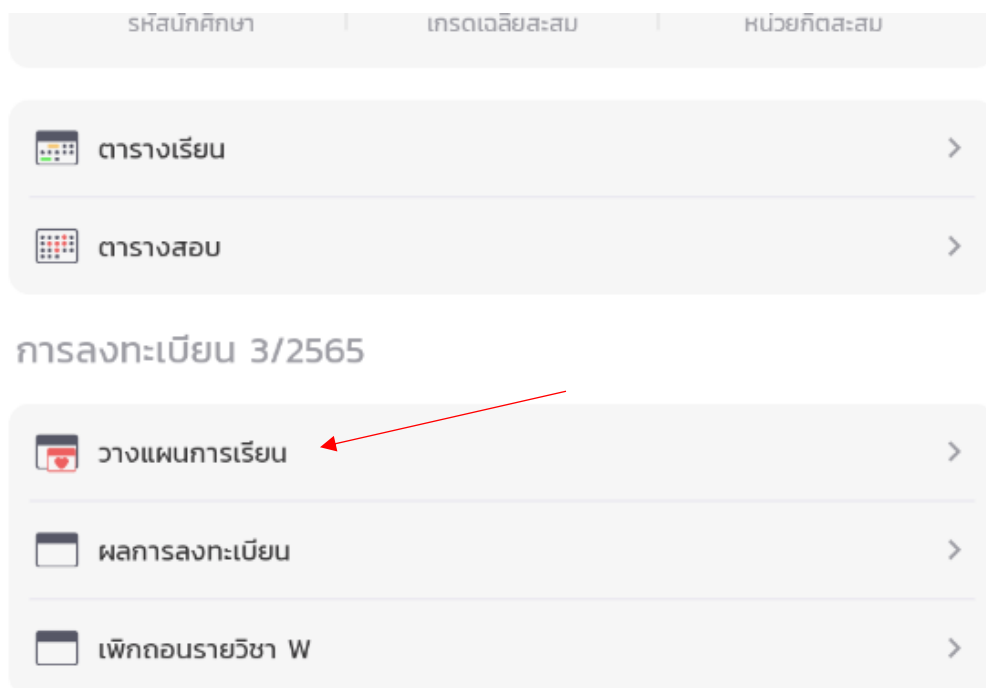 รหัสนักศึกษา เกรดเฉลี่ยสะสม หน่วยกิตสะสม
ตารางเรียน
ตารางสอบ
การลงทะเบียน 3/2565
วางแผนการเรียน
ผลการลงทะเบียน
เพิกถอนรายวิชา W